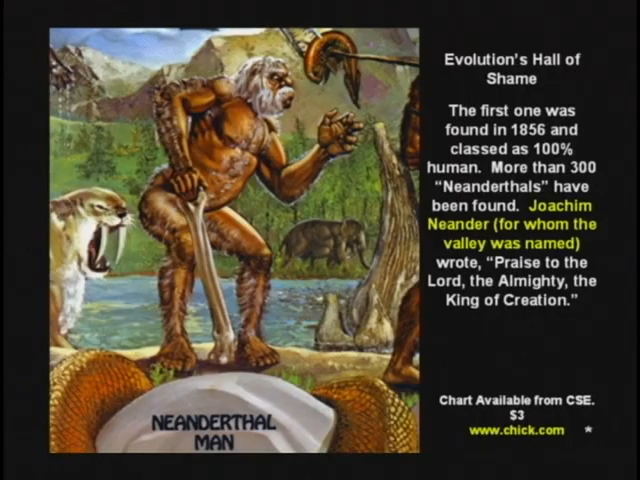 Evolution's Hall of
Shame
The first one was
found in 1856 and
classed as 100%
human.  More than 300
“Neanderthals” have
been found.  Joachim
Neander (for whom the
valley was named)
wrote, “Praise to the
Lord, the Almighty, the
King of Creation.”
NEANDERTHAL
MAN
Chart Available from CSE.
$3
www.chick.com *